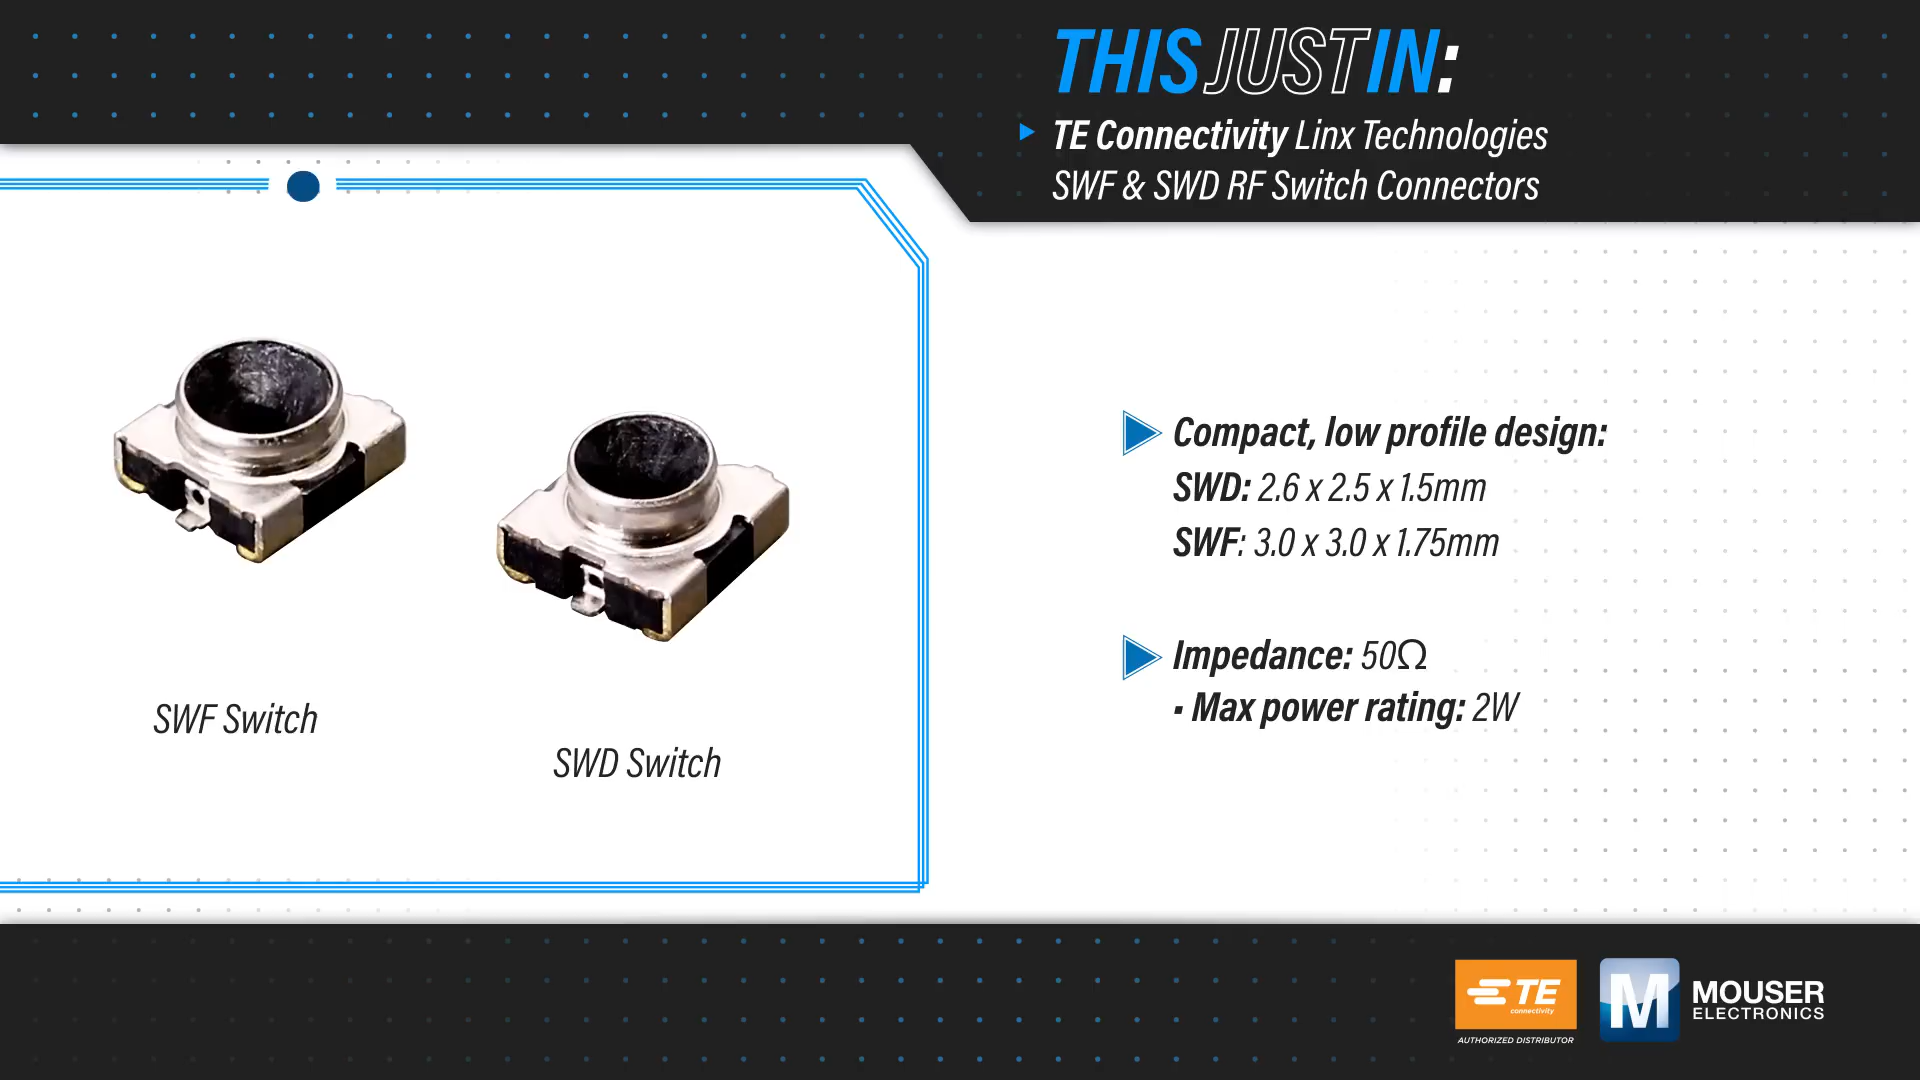 THIS JUST IN:
TE Connectivity Linx Technologies
SWF & SWD RF Switch Connectors
SWF Switch
SWD Switch
Compact, low profile design:
SWD: 2.6 x 2.5 x 1.5mm
SWF: 3.0 x 3.0 x 1.75mm
Impedance: 50Ω
· Max power rating: 2W
TE
connectivity
AUTHORIZED DISTRIBUTOR
M
MOUSER
ELECTRONICS